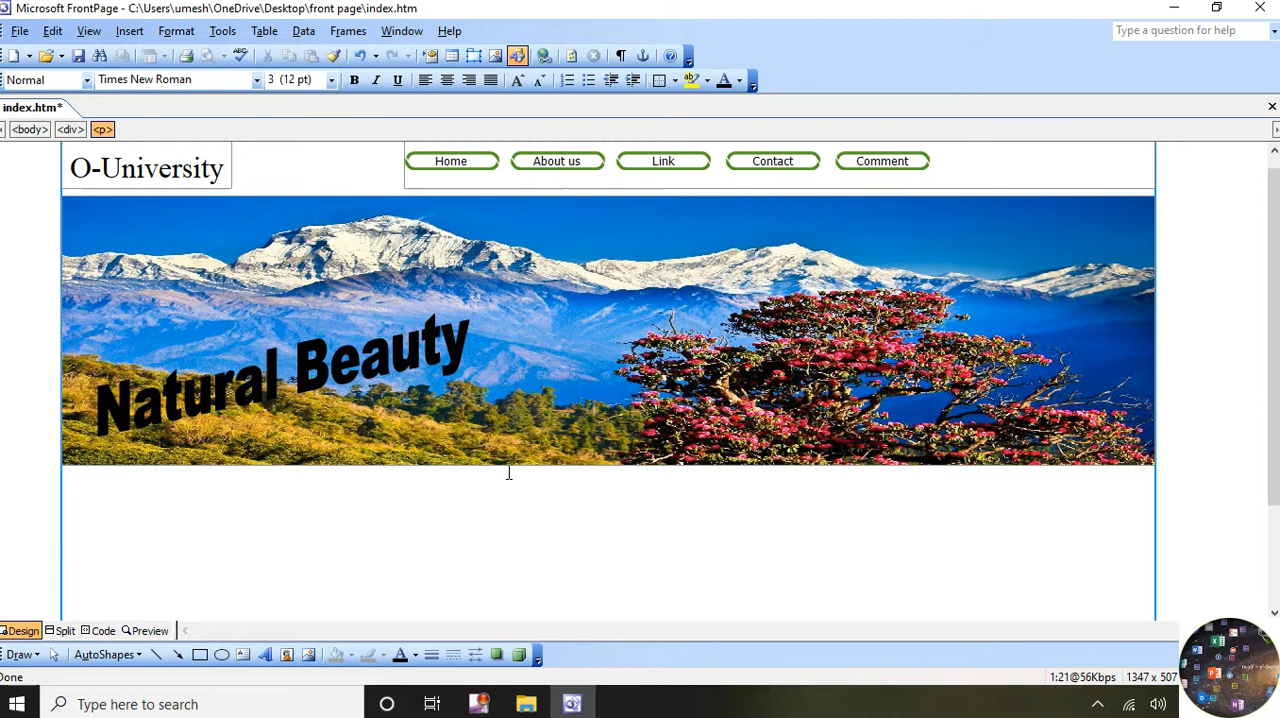 Microsoft FrontPage - C:\Users\umesh\OneDrive\Desktop\front page\index.htm
File Edit View Insert Format Tools Table Data Frames Window Help
Type a question for help
Normal Times New Roman 3 (12 pt) B I U
index.htm*
<body> <div> <p>
O-University
Home About us Link Contact Comment
Natural Beauty
Design Split Code Preview
Draw AutoShapes
Done
1:21@56Kbps 1347 x 507
Type here to search